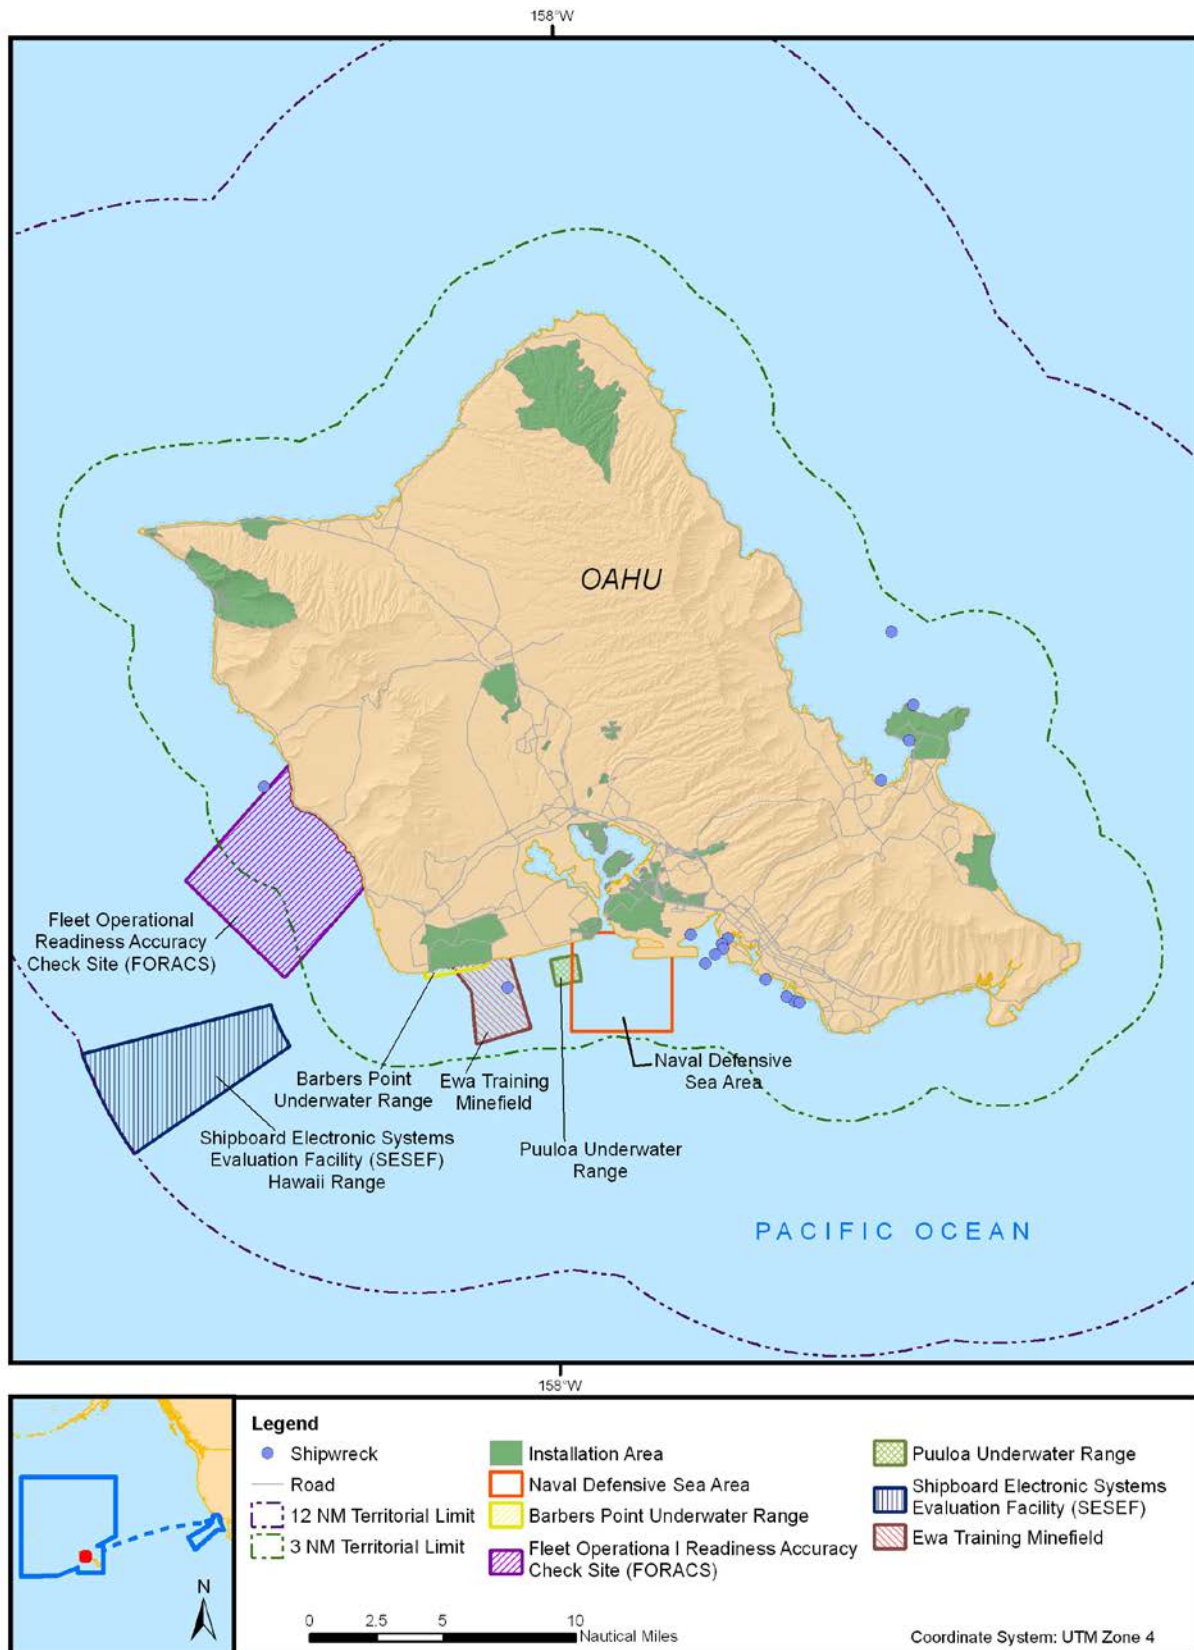 158°W
OAHU
Fleet Operational
Readiness Accuracy
Check Site (FORACS)
Barbers Point
Underwater Range
Ewa Training
Minefield
Naval Defensive
Sea Area
Shipboard Electronic Systems
Evaluation Facility (SESEF)
Hawaii Range
Puuloa Underwater
Range
PACIFIC OCEAN
158°W
N
Legend
Shipwreck
Road
12 NM Territorial Limit
3 NM Territorial Limit
Installation Area
Naval Defensive Sea Area
Barbers Point Underwater Range
Fleet Operationa l Readiness Accuracy
Check Site (FORACS)
Puuloa Underwater Range
Shipboard Electronic Systems
Evaluation Facility (SESEF)
Ewa Training Minefield
0 2.5 5 10
Nautical Miles
Coordinate System: UTM Zone 4